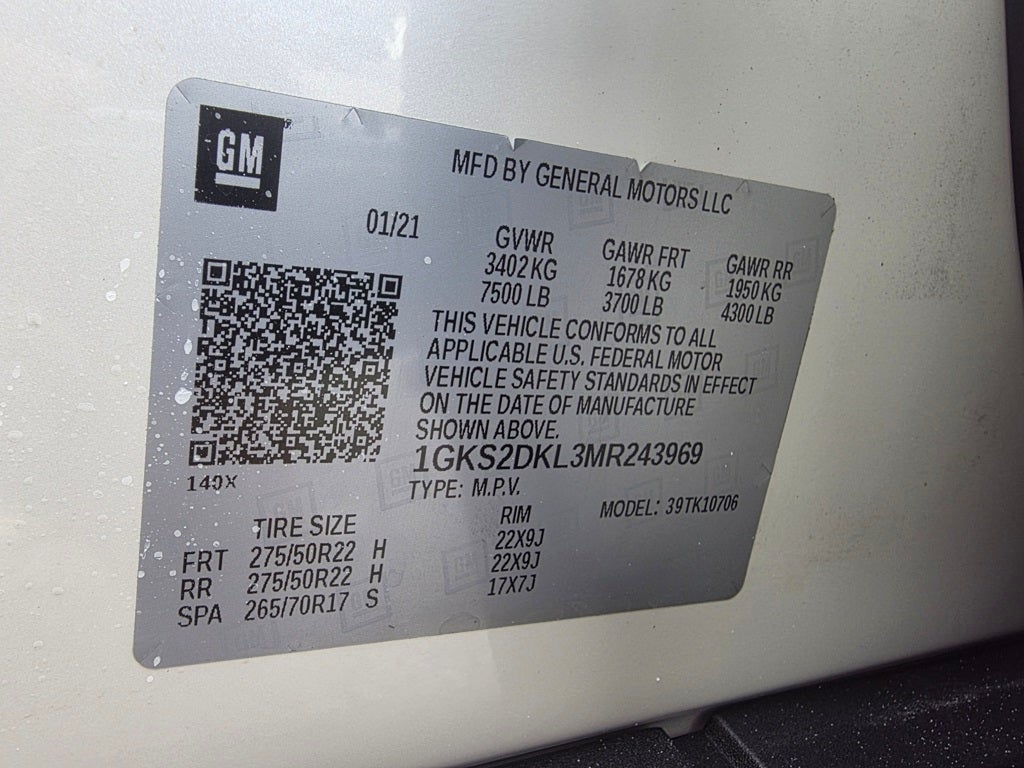 GM
MFD BY GENERAL MOTORS LLC
01/21
GVWR GAWR FRT GAWR RR
3402 KG 1678 KG 1950 KG
7500 LB 3700 LB 4300 LB
THIS VEHICLE CONFORMS TO ALL
APPLICABLE U.S. FEDERAL MOTOR
VEHICLE SAFETY STANDARDS IN EFFECT
ON THE DATE OF MANUFACTURE
SHOWN ABOVE.
1GKS2DKL3MR243969
140X
TYPE: M.P.V.
MODEL: 39TK10706
TIRE SIZE RIM
FRT 275/50R22 H 22X9J
RR 275/50R22 H 22X9J
SPA 265/70R17 S 17X7J